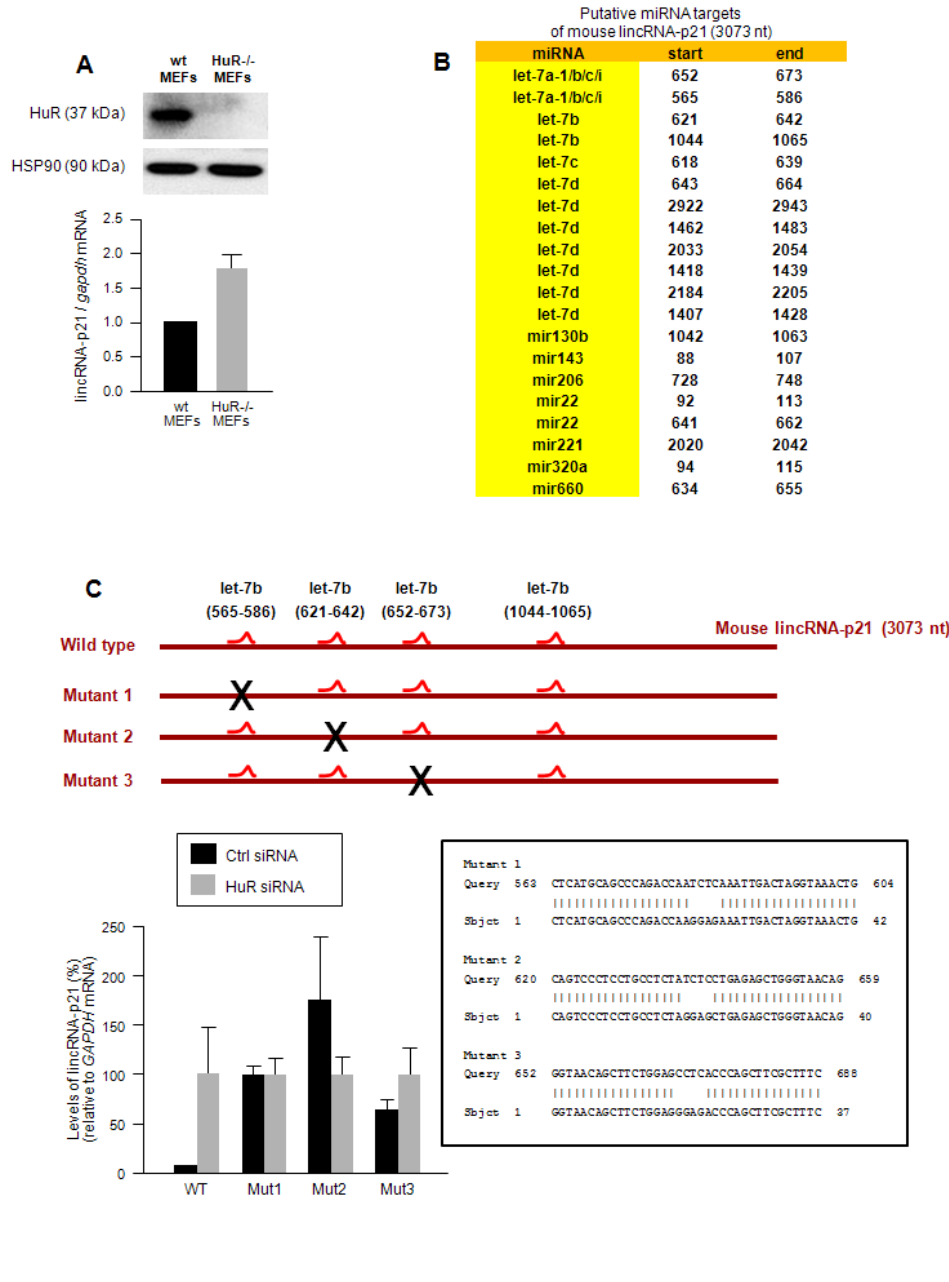 A
wt
MEFs
HuR-/-
MEFs
HuR (37 kDa)
HSP90 (90 kDa)
lincRNA-p21 / gapdh mRNA
2.5
2.0
1.5
1.0
0.5
0.0
wt
MEFs
HuR-/-
MEFs
B
Putative miRNA targets
of mouse lincRNA-p21 (3073 nt)
miRNA start end
let-7a-1/b/c/i 652 673
let-7a-1/b/c/i 565 586
let-7b 621 642
let-7b 1044 1065
let-7c 618 639
let-7d 643 664
let-7d 2922 2943
let-7d 1462 1483
let-7d 2033 2054
let-7d 1418 1439
let-7d 2184 2205
let-7d 1407 1428
mir130b 1042 1063
mir143 88 107
mir206 728 748
mir22 92 113
mir22 641 662
mir221 2020 2042
mir320a 94 115
mir660 634 655
C
let-7b let-7b let-7b let-7b
(565-586) (621-642) (652-673) (1044-1065)
Mouse lincRNA-p21 (3073 nt)
Wild type
Mutant 1
X
Mutant 2
X
Mutant 3
X
Ctrl siRNA
HuR siRNA
Levels of lincRNA-p21 (%)
(relative to GAPDH mRNA)
250
200
150
100
50
0
WT Mut1 Mut2 Mut3
Mutant 1
Query 563 CTCATGCAGCCCAGACCAATCTCAAATTGACTAGGTAAACTG 604
Sbjct 1 CTCATGCAGCCCAGACCAAGGAGAAATTGACTAGGTAAACTG 42
Mutant 2
Query 620 CAGTCCCTCCTGCCTCTATCTCCTGAGAGCTGGGTAACAG 659
Sbjct 1 CAGTCCCTCCTGCCTCTAGGAGCTGAGAGCTGGGTAACAG 40
Mutant 3
Query 652 GGTAACAGCTTCTGGAGCCTCACCCAGCTTCGCTTTC 688
Sbjct 1 GGTAACAGCTTCTGGAGGGAGACCCAGCTTCGCTTTC 37